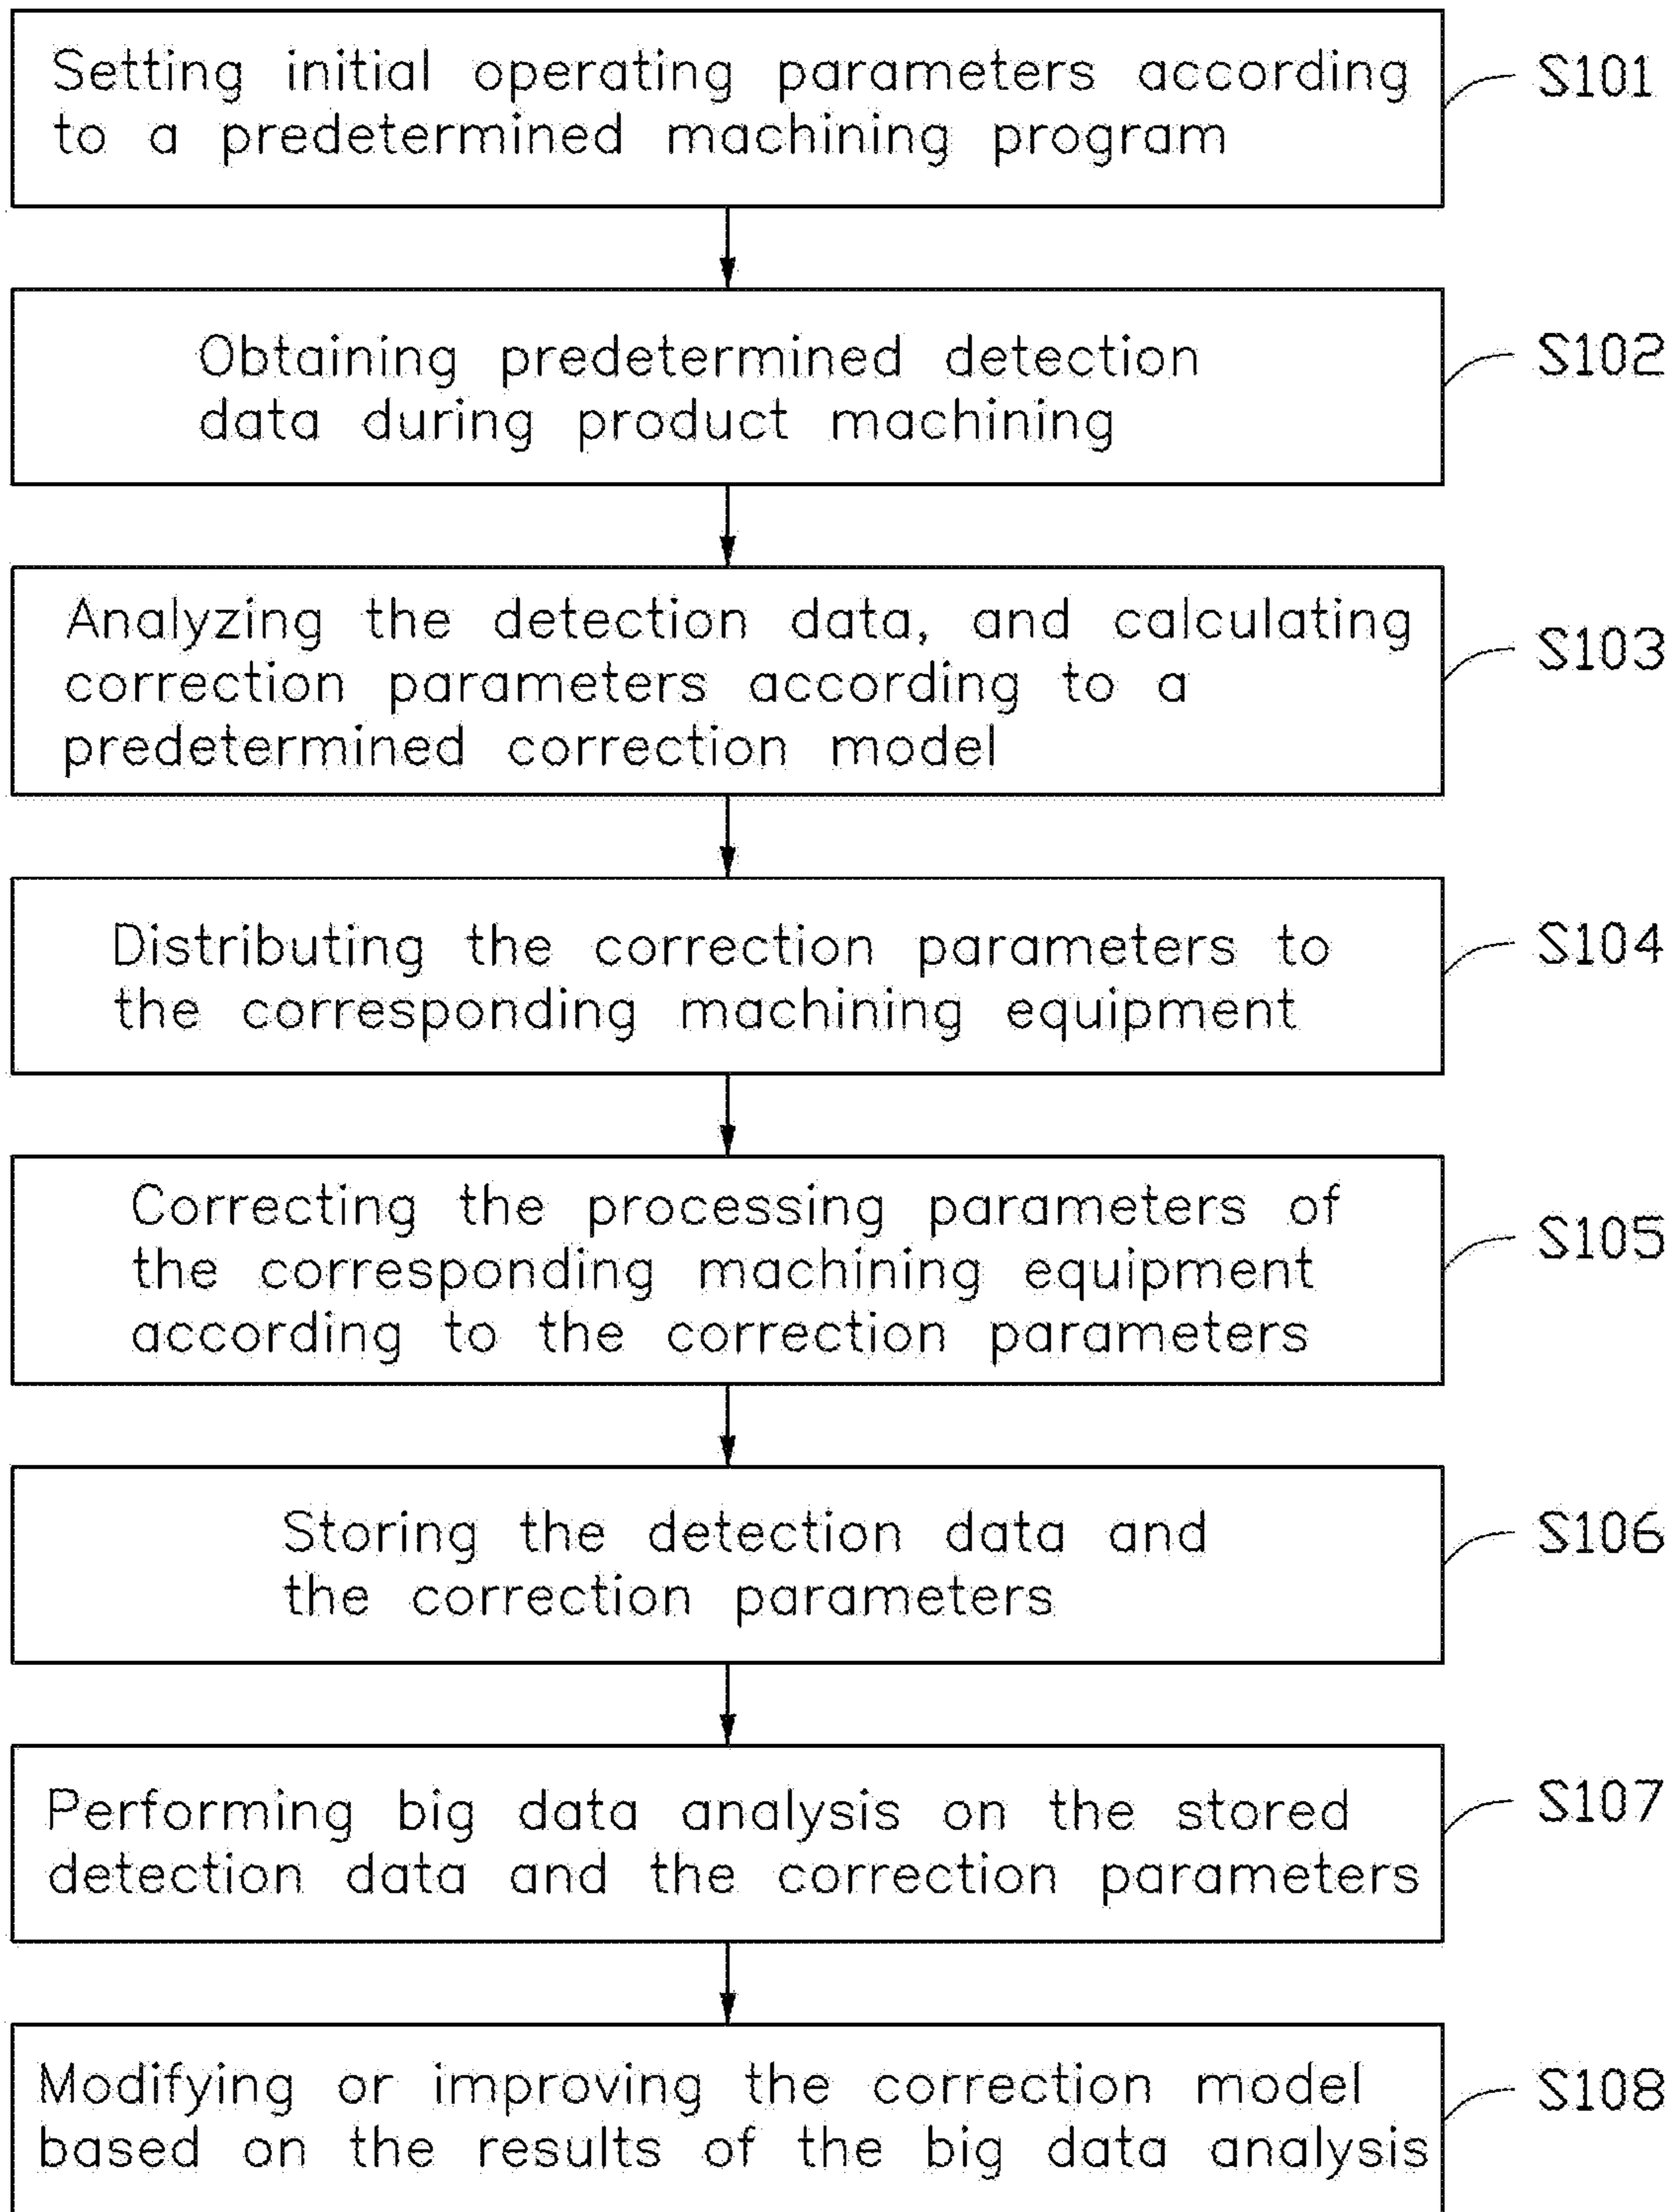 Setting initial operating parameters according
to a predetermined machining program
S101
Obtaining predetermined detection
data during product machining
S102
Analyzing the detection data, and calculating
correction parameters according to a
predetermined correction model
S103
Distributing the correction parameters to
the corresponding machining equipment
S104
Correcting the processing parameters of
the corresponding machining equipment
according to the correction parameters
S105
Storing the detection data and
the correction parameters
S106
Performing big data analysis on the stored
detection data and the correction parameters
S107
Modifying or improving the correction model
based on the results of the big data analysis
S108